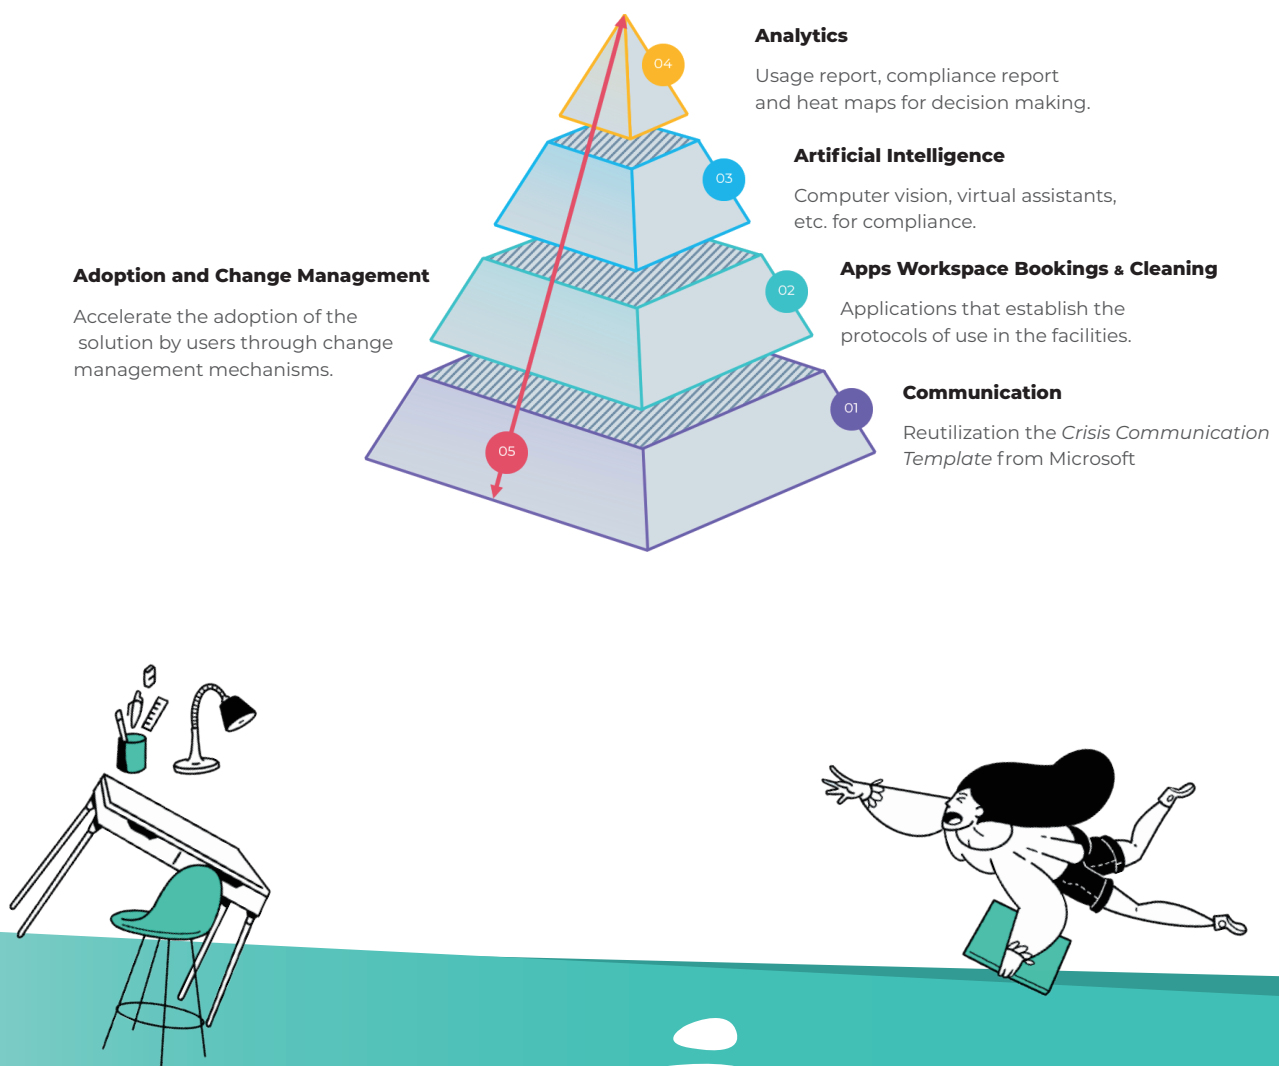 04
Analytics
Usage report, compliance report
and heat maps for decision making.
03
Artificial Intelligence
Computer vision, virtual assistants,
etc. for compliance.
02
Apps Workspace Bookings & Cleaning
Applications that establish the
protocols of use in the facilities.
Adoption and Change Management
Accelerate the adoption of the
solution by users through change
management mechanisms.
01
Communication
Reutilization the Crisis Communication
Template from Microsoft
05